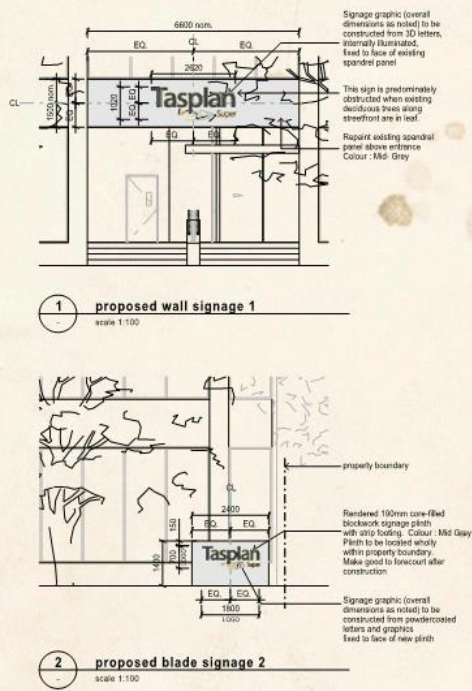 6600 nom.
EQ.
CL
EQ.
2620
CL
1500 nom.
EQ.
EQ.
1020
EQ.
EQ.
Tasplan
Super
EQ.
EQ.
Signage graphic (overall
dimensions as noted) to be
constructed from 3D letters,
internally illuminated,
fixed to face of existing
spandrel panel
This sign is predominately
obstructed when existing
deciduous trees along
streetfront are in leaf.
Repaint existing spandrel
panel above entrance
Colour : Mid- Grey
1
-
proposed wall signage 1
scale 1:100
CL
2400
EQ.
EQ.
150
700
1400
Tasplan
Super
EQ.
EQ.
1800
LOGO
property boundary
Rendered 190mm core-filled
blockwork signage plinth
with strip footing. Colour : Mid Gray
Plinth to be located wholly
within property boundary.
Make good to forecourt after
construction
Signage graphic (overall
dimensions as noted) to be
constructed from powdercoated
letters and graphics
fixed to face of new plinth
2
-
proposed blade signage 2
scale 1:100